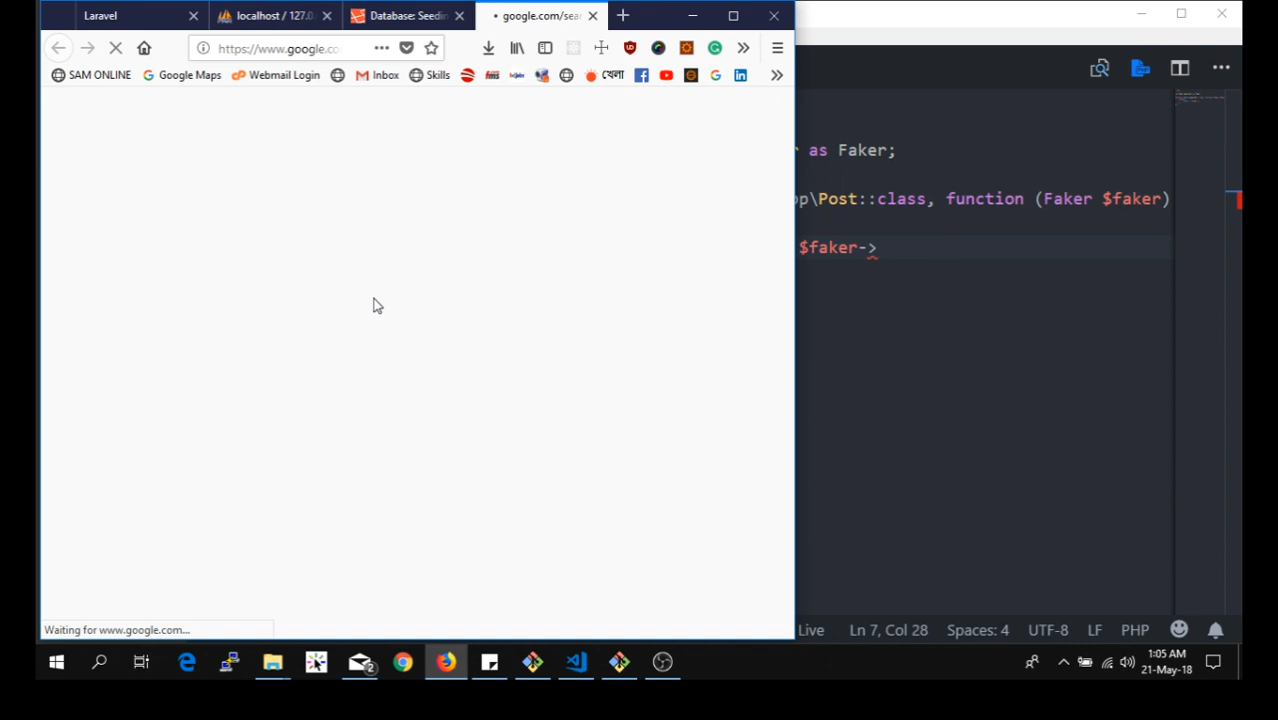 Laravel
localhost / 127.0.
Database: Seedin
google.com/sea
https://www.google.co
SAM ONLINE
Google Maps
Webmail Login
Inbox
Skills
খেলা
as Faker;
\Post::class, function (Faker $faker)
$faker->
Waiting for www.google.com...
Live
Ln 7, Col 28
Spaces: 4
UTF-8
LF
PHP
2
1:05 AM
21-May-18